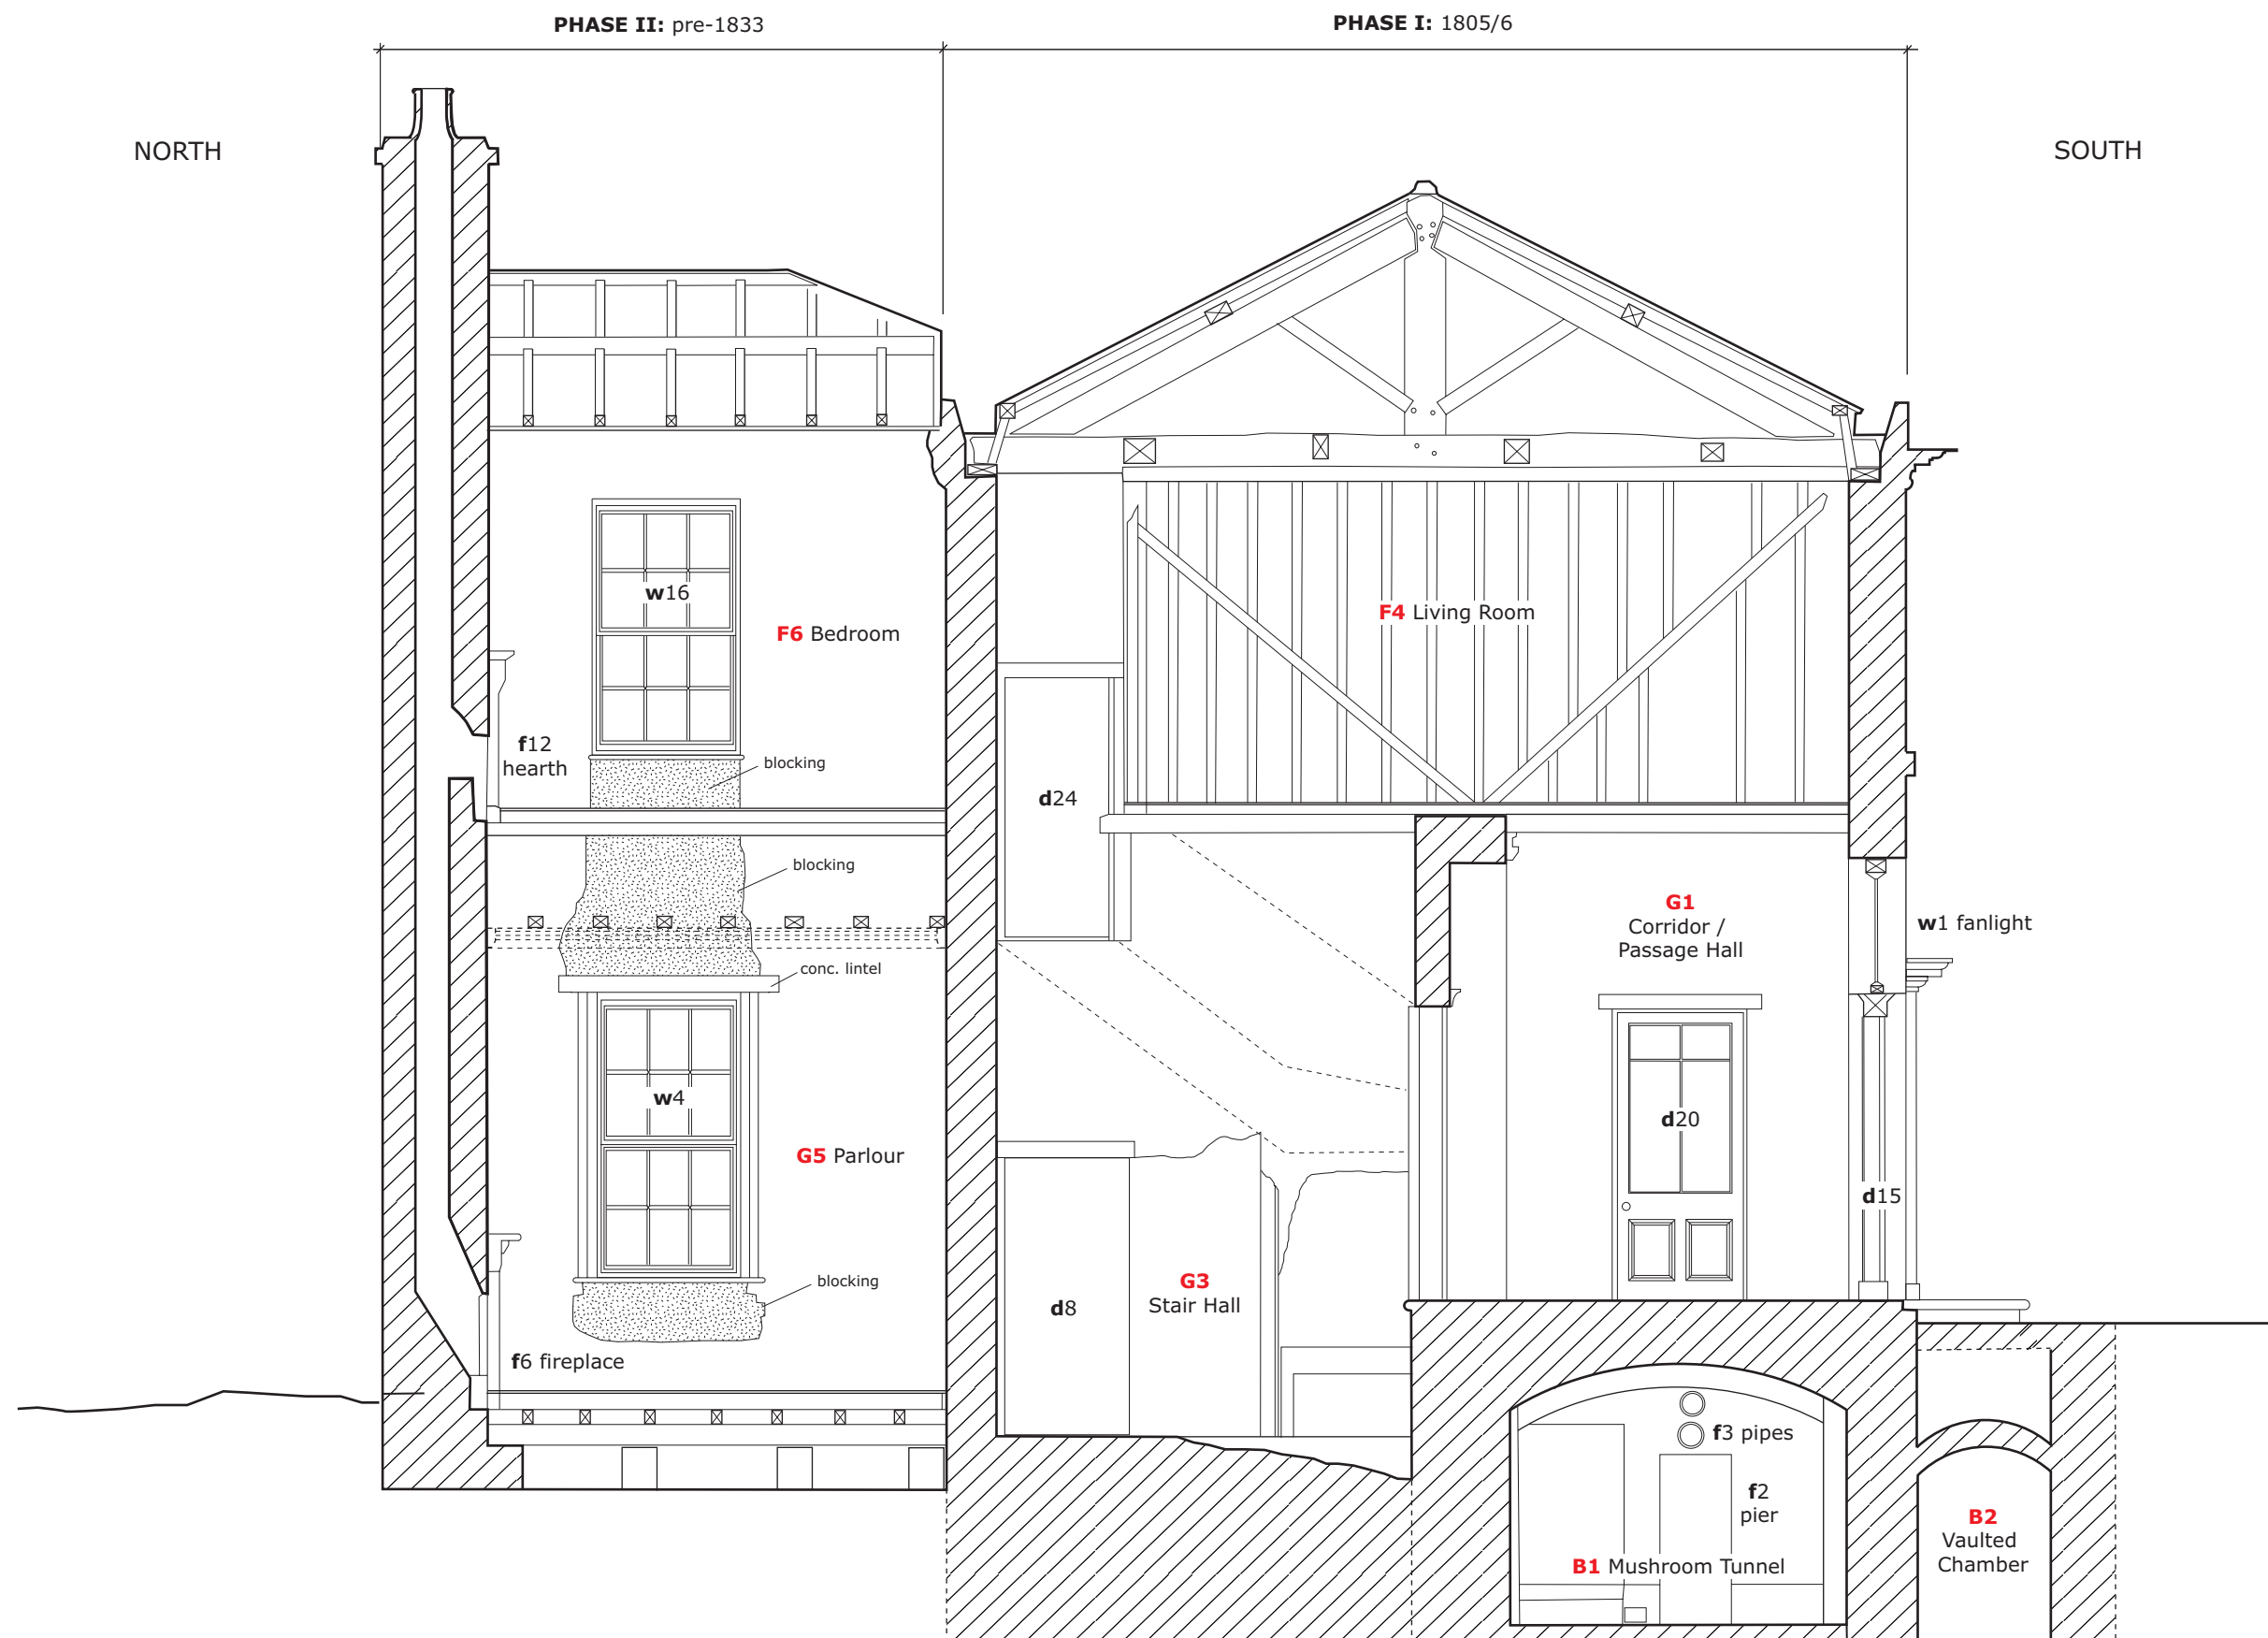 PHASE II: pre-1833
PHASE I: 1805/6
NORTH
SOUTH
w16
F6 Bedroom
F4 Living Room
f12
hearth
blocking
d24
blocking
G1
Corridor /
Passage Hall
w1 fanlight
conc. lintel
w4
d20
G5 Parlour
d15
blocking
G3
Stair Hall
d8
f6 fireplace
f3 pipes
f2
pier
B2
Vaulted
Chamber
B1 Mushroom Tunnel